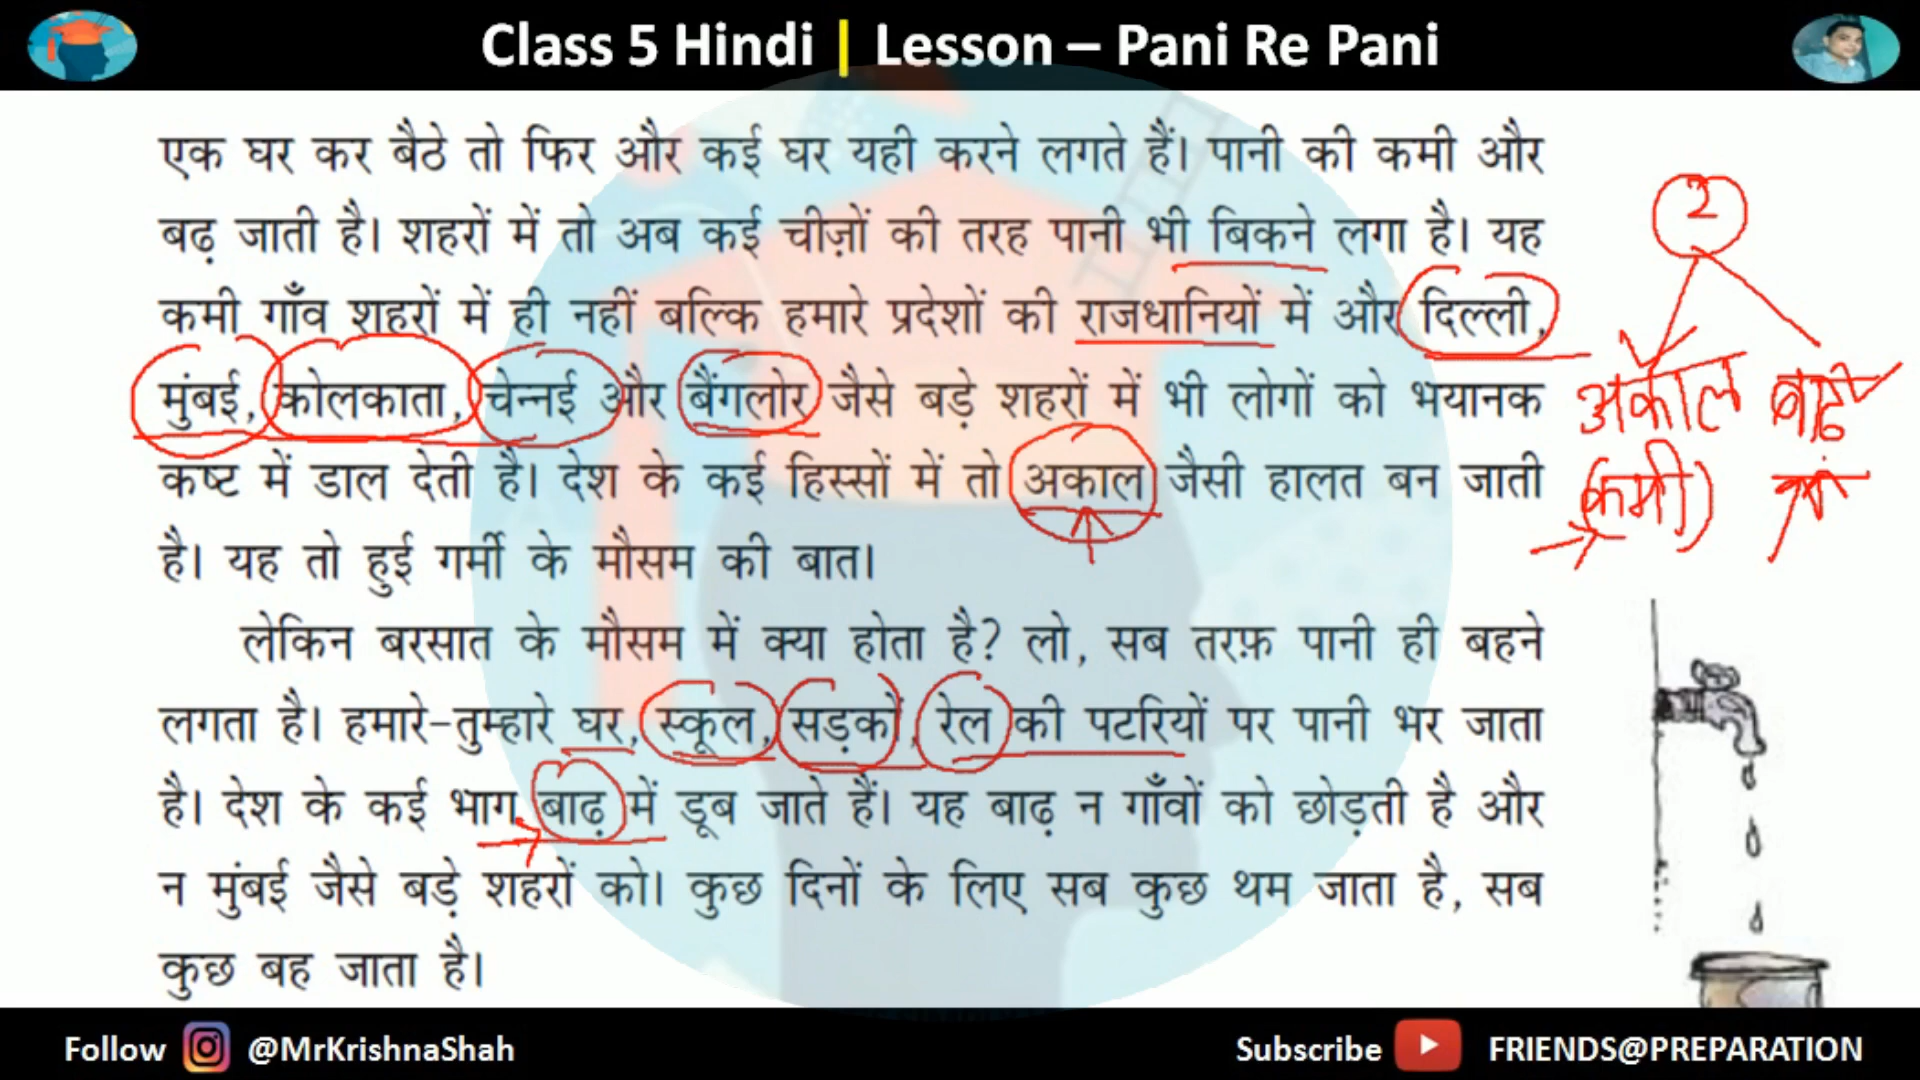 Class 5 Hindi | Lesson – Pani Re Pani
एक घर कर बैठे तो फिर और कई घर यही करने लगते हैं। पानी की कमी और
बढ़ जाती है। शहरों में तो अब कई चीज़ों की तरह पानी भी बिकने लगा है। यह
कमी गाँव शहरों में ही नहीं बल्कि हमारे प्रदेशों की राजधानियों में और दिल्ली,
मुंबई, कोलकाता, चेन्नई और बैंगलोर जैसे बड़े शहरों में भी लोगों को भयानक
कष्ट में डाल देती है। देश के कई हिस्सों में तो अकाल जैसी हालत बन जाती
है। यह तो हुई गर्मी के मौसम की बात।
लेकिन बरसात के मौसम में क्या होता है? लो, सब तरफ़ पानी ही बहने
लगता है। हमारे-तुम्हारे घर, स्कूल, सड़कों, रेल की पटरियों पर पानी भर जाता
है। देश के कई भाग बाढ़ में डूब जाते हैं। यह बाढ़ न गाँवों को छोड़ती है और
न मुंबई जैसे बड़े शहरों को। कुछ दिनों के लिए सब कुछ थम जाता है, सब
कुछ बह जाता है।
2
अकाल बाढ़
(कमी)
Follow @MrKrishnaShah
Subscribe FRIENDS@PREPARATION